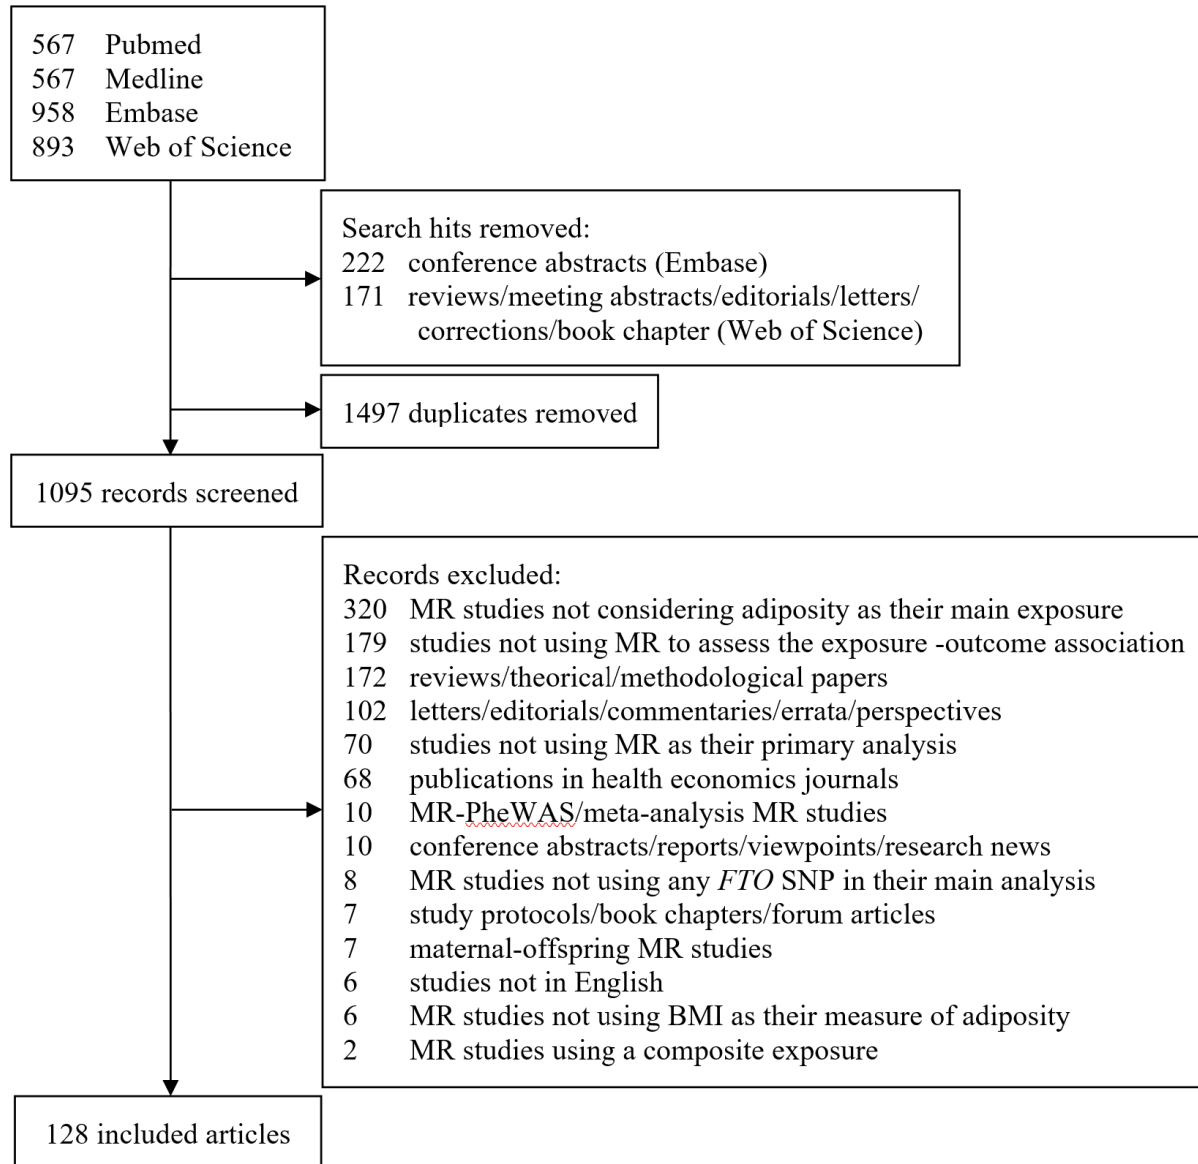 567 Pubmed
567 Medline
958 Embase
893 Web of Science
Search hits removed:
222 conference abstracts (Embase)
171 reviews/meeting abstracts/editorials/letters/
corrections/book chapter (Web of Science)
1497 duplicates removed
1095 records screened
Records excluded:
320 MR studies not considering adiposity as their main exposure
179 studies not using MR to assess the exposure -outcome association
172 reviews/theorical/methodological papers
102 letters/editorials/commentaries/errata/perspectives
70 studies not using MR as their primary analysis
68 publications in health economics journals
10 MR-PheWAS/meta-analysis MR studies
10 conference abstracts/reports/viewpoints/research news
8 MR studies not using any FTO SNP in their main analysis
7 study protocols/book chapters/forum articles
7 maternal-offspring MR studies
6 studies not in English
6 MR studies not using BMI as their measure of adiposity
2 MR studies using a composite exposure
128 included articles